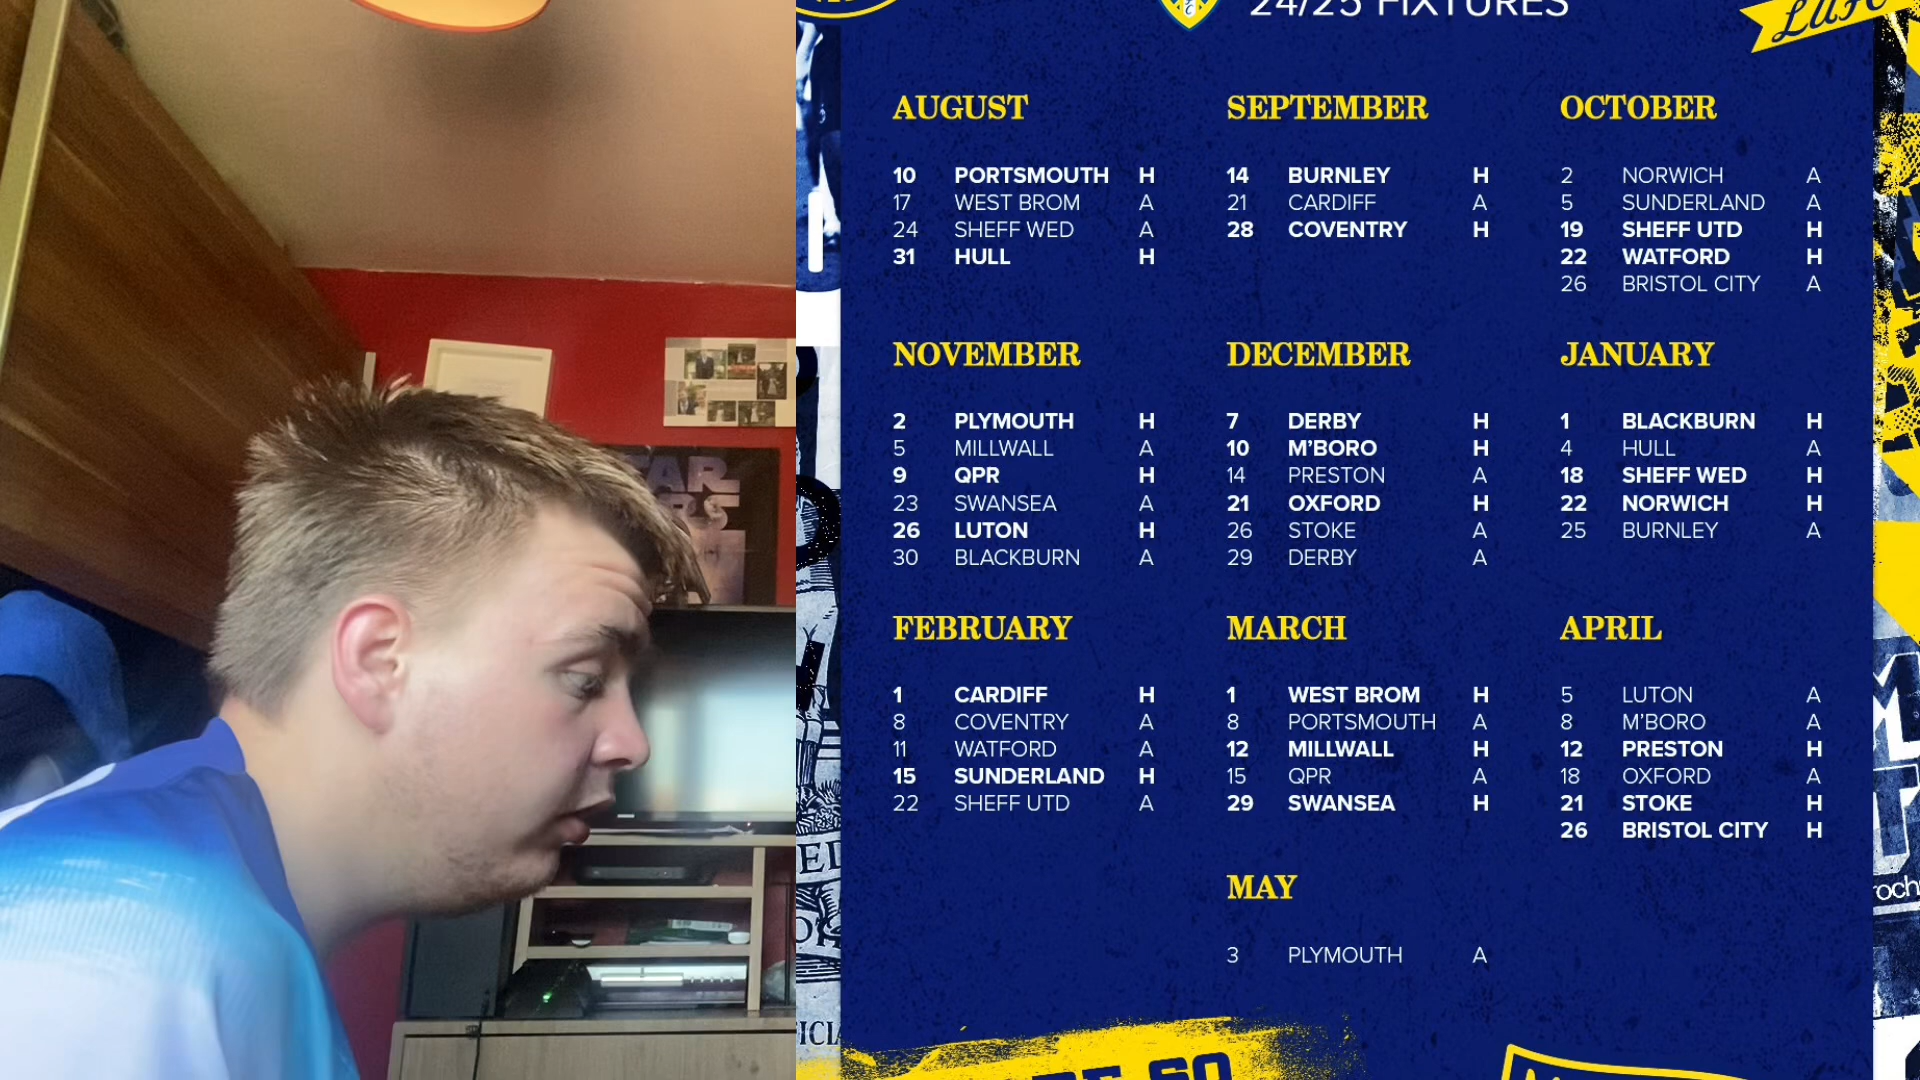 24/25 FIXTURES
LUFC
AUGUST
10 PORTSMOUTH H
17 WEST BROM A
24 SHEFF WED A
31 HULL H
SEPTEMBER
14 BURNLEY H
21 CARDIFF A
28 COVENTRY H
OCTOBER
2 NORWICH A
5 SUNDERLAND A
19 SHEFF UTD H
22 WATFORD H
26 BRISTOL CITY A
NOVEMBER
2 PLYMOUTH H
5 MILLWALL A
9 QPR H
23 SWANSEA A
26 LUTON H
30 BLACKBURN A
DECEMBER
7 DERBY H
10 M'BORO H
14 PRESTON A
21 OXFORD H
26 STOKE A
29 DERBY A
JANUARY
1 BLACKBURN H
4 HULL A
18 SHEFF WED H
22 NORWICH H
25 BURNLEY A
FEBRUARY
1 CARDIFF H
8 COVENTRY A
11 WATFORD A
15 SUNDERLAND H
22 SHEFF UTD A
MARCH
1 WEST BROM H
8 PORTSMOUTH A
12 MILLWALL H
15 QPR A
29 SWANSEA H
APRIL
5 LUTON A
8 M'BORO A
12 PRESTON H
18 OXFORD A
21 STOKE H
26 BRISTOL CITY H
MAY
3 PLYMOUTH A